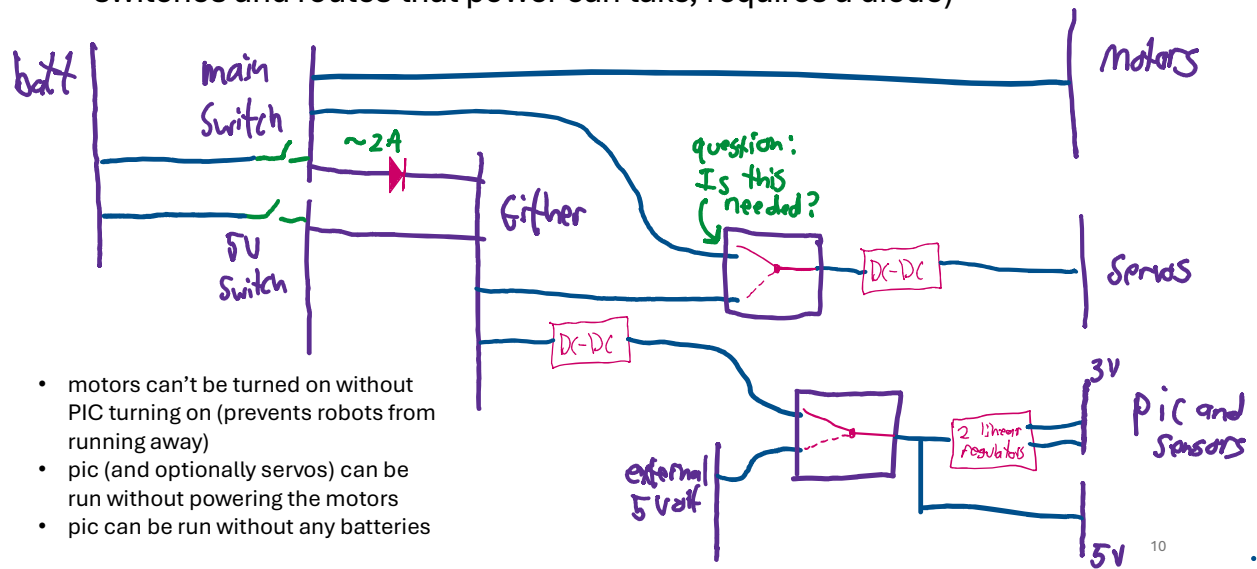 switches and routes that power can take, requires a diode)
batt
main
switch
~2A
5V
switch
Either
question:
Is this
needed?
Motors
DC-DC
Servos
DC-DC
external
5 Volt
2 linear
regulators
3V
Pic and
sensors
5V
• motors can’t be turned on without
PIC turning on (prevents robots from
running away)
• pic (and optionally servos) can be
run without powering the motors
• pic can be run without any batteries
10